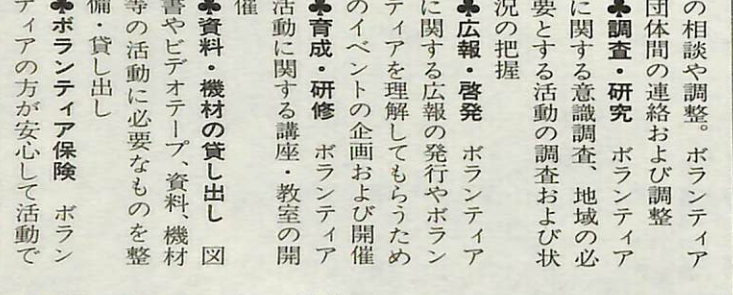 の相談や調整。ボランティア
団体間の連絡および調整
♣調査・研究　ボランティア
に関する意識調査、地域の必
要とする活動の調査および状
況の把握
♣広報・啓発　ボランティア
に関する広報の発行やボラン
ティアを理解してもらうため
のイベントの企画および開催
♣育成・研修　ボランティア
活動に関する講座・教室の開
催
♣資料・機材の貸し出し　図
書やビデオテープ、資料、機材
等の活動に必要なものを整
備・貸し出し
♣ボランティア保険　ボラン
ティアの方が安心して活動で